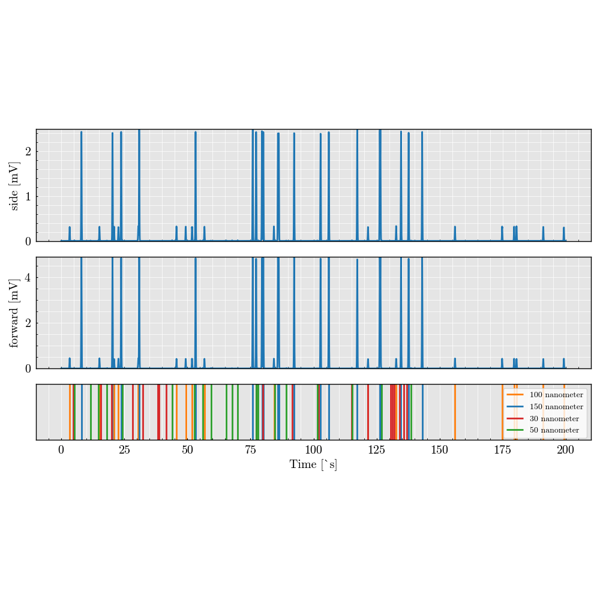 side [mV]
2
1
0
forward [mV]
4
2
0
100 nanometer
150 nanometer
30 nanometer
50 nanometer
0 25 50 75 100 125 150 175 200
Time [`s]